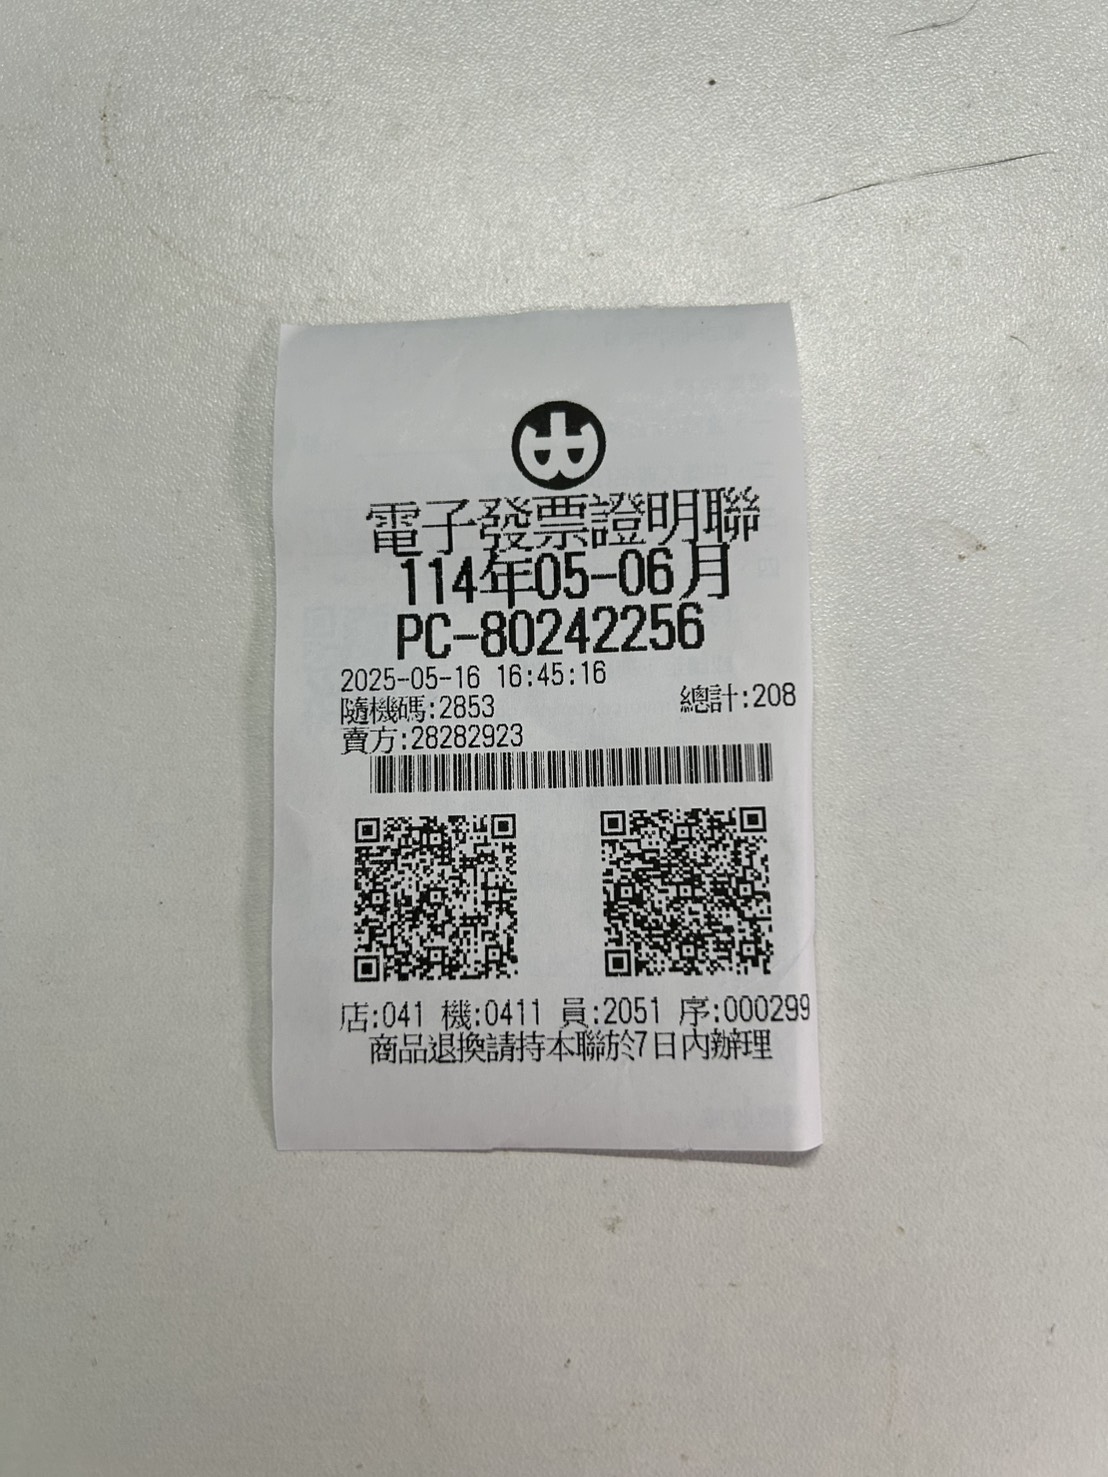 電子發票證明聯
114年05-06月
PC-80242256
2025-05-16 16:45:16
隨機碼:2853 總計:208
賣方:28282923
店:041 機:0411 員:2051 序:000299
商品退換請持本聯於7日內辦理